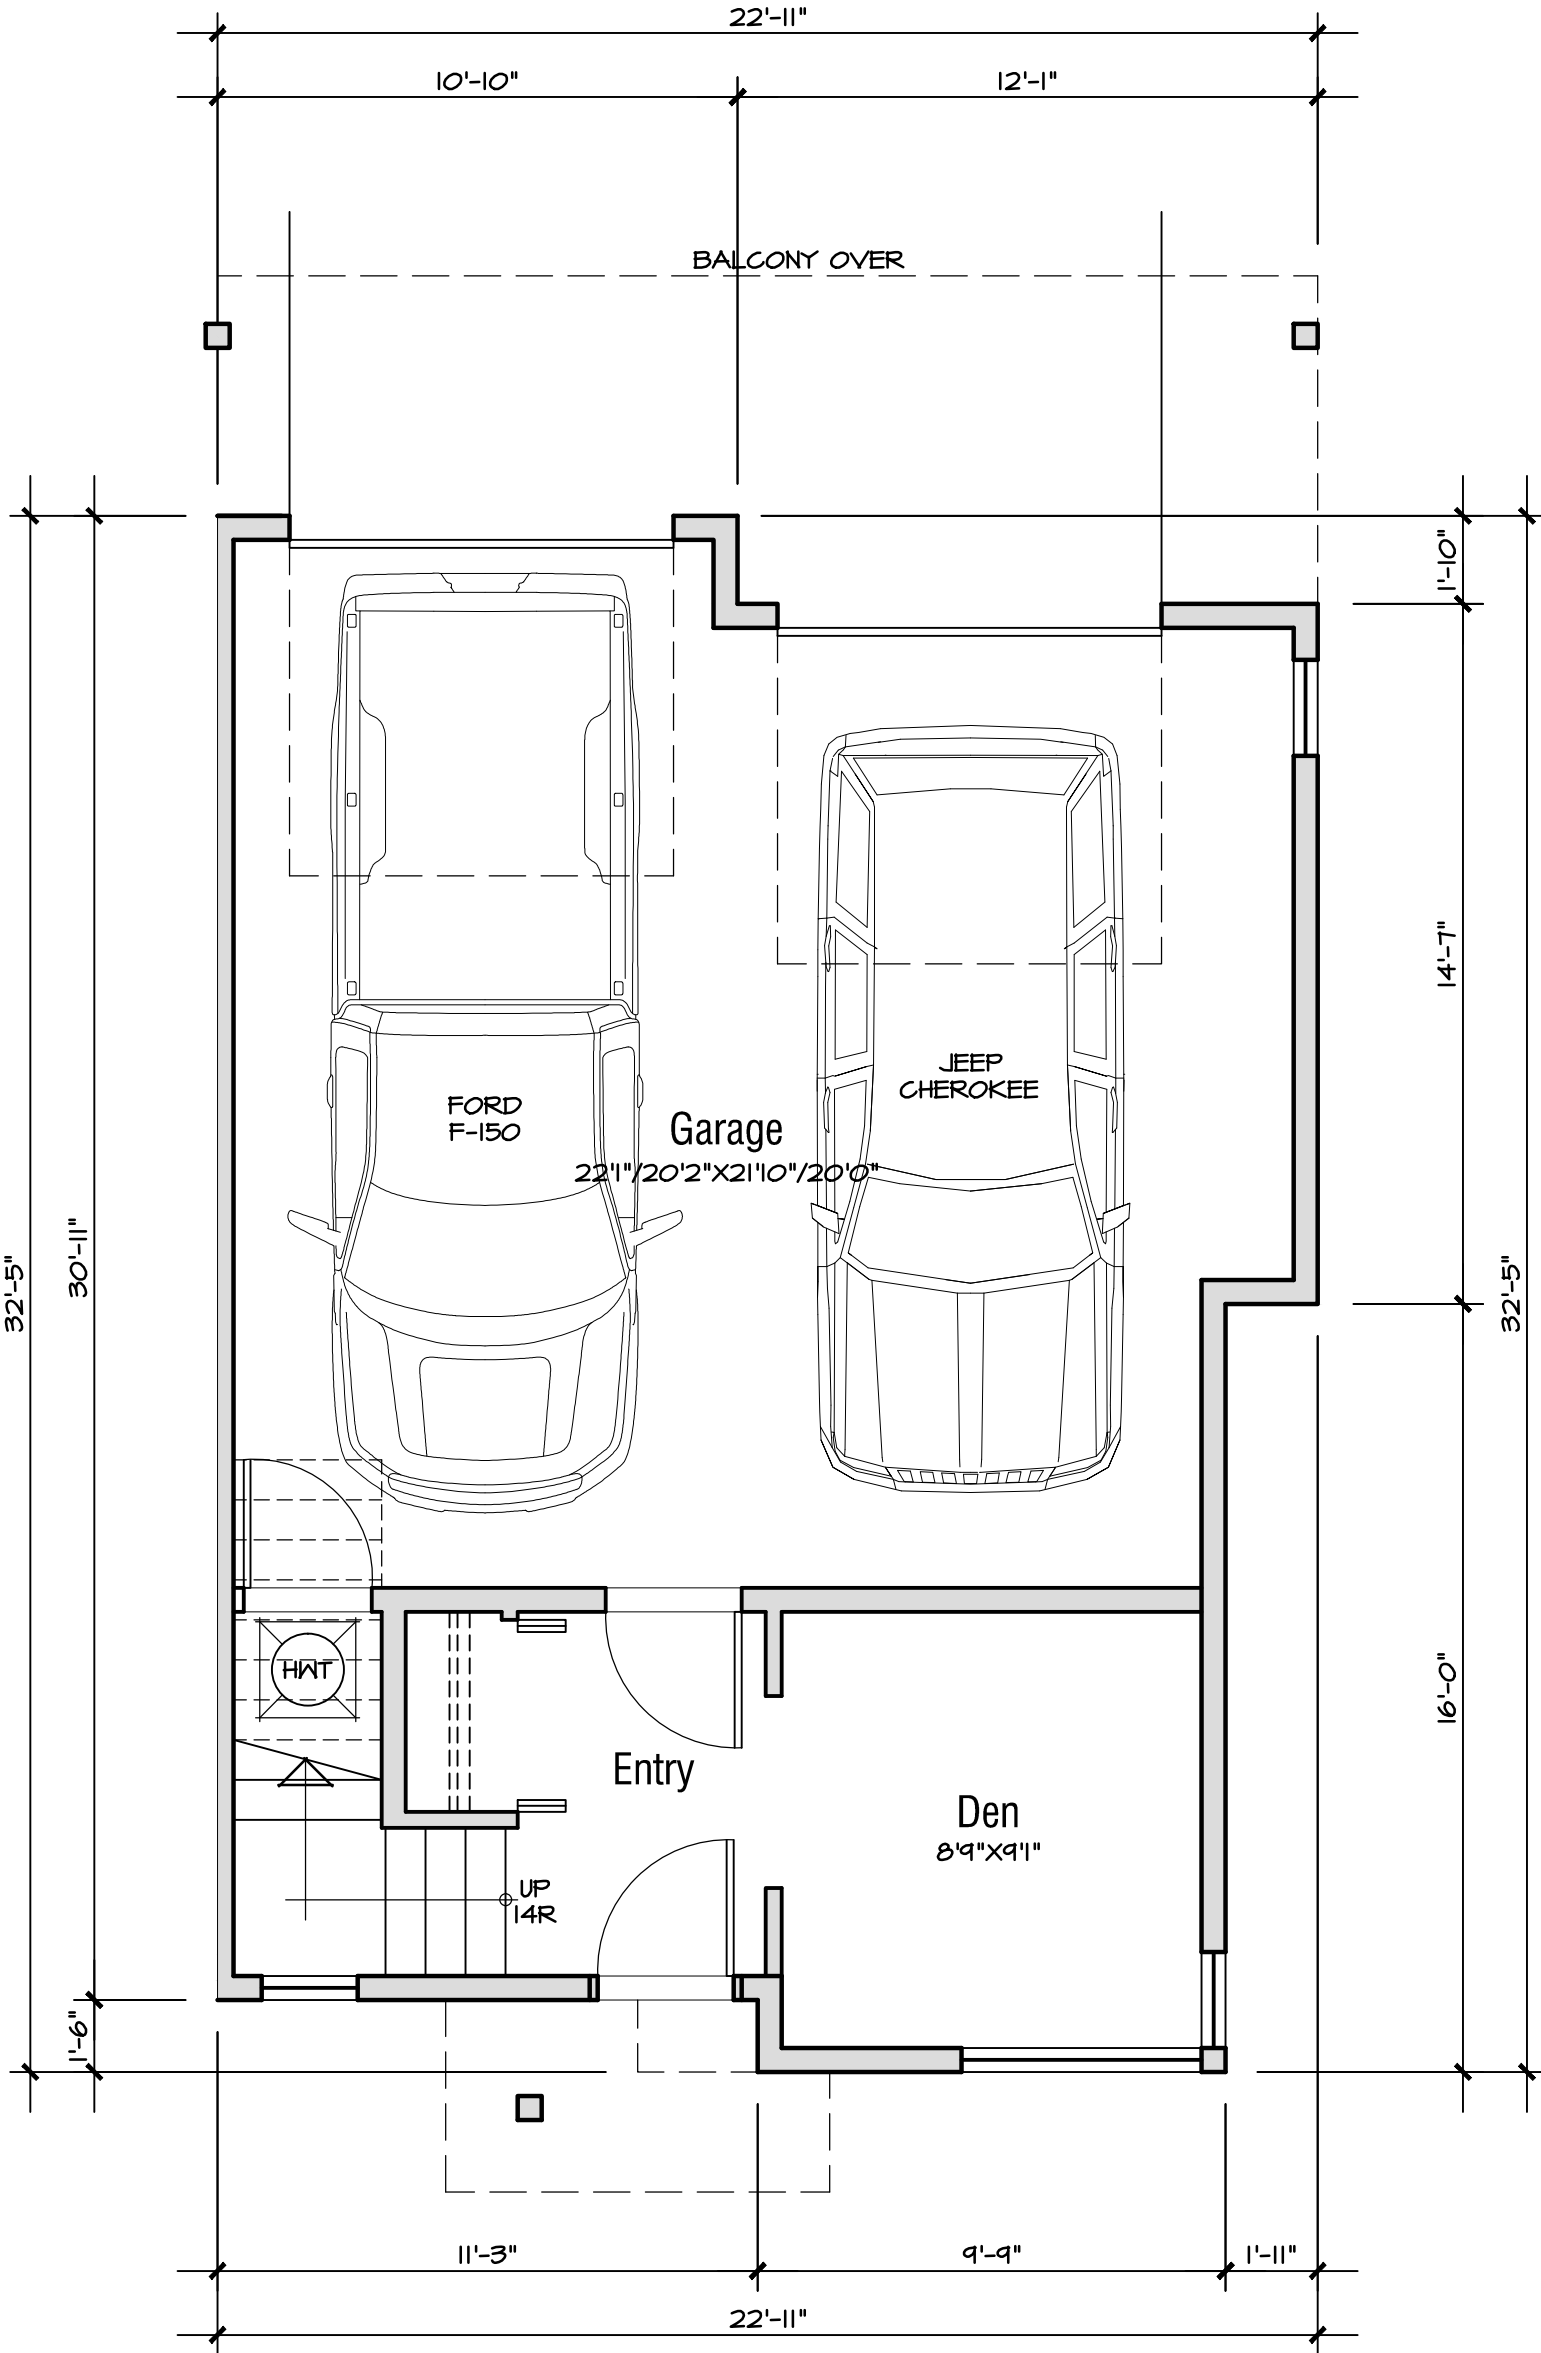 22'-11"
10'-10"
12'-1"
BALCONY OVER
1'-10"
14'-7"
JEEP
CHEROKEE
FORD
F-150
Garage
22'1"/20'2"X21'10"/20'0"
30'-11"
32'-5"
32'-5"
HWT
16'-0"
Entry
Den
8'9"X9'1"
UP
14R
1'-6"
11'-3"
9'-9"
1'-11"
22'-11"